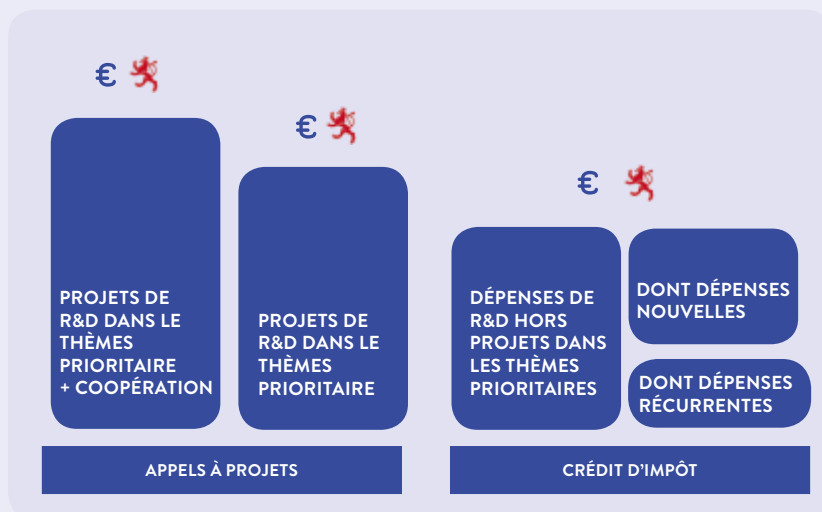 €
PROJETS DE
R&D DANS LE
THÈMES
PRIORITAIRE
+ COOPÉRATION
€
PROJETS DE
R&D DANS LE
THÈMES
PRIORITAIRE
APPELS À PROJETS
€
DÉPENSES DE
R&D HORS
PROJETS DANS
LES THÈMES
PRIORITAIRES
DONT DÉPENSES
NOUVELLES
DONT DÉPENSES
RÉCURRENTES
CRÉDIT D’IMPÔT